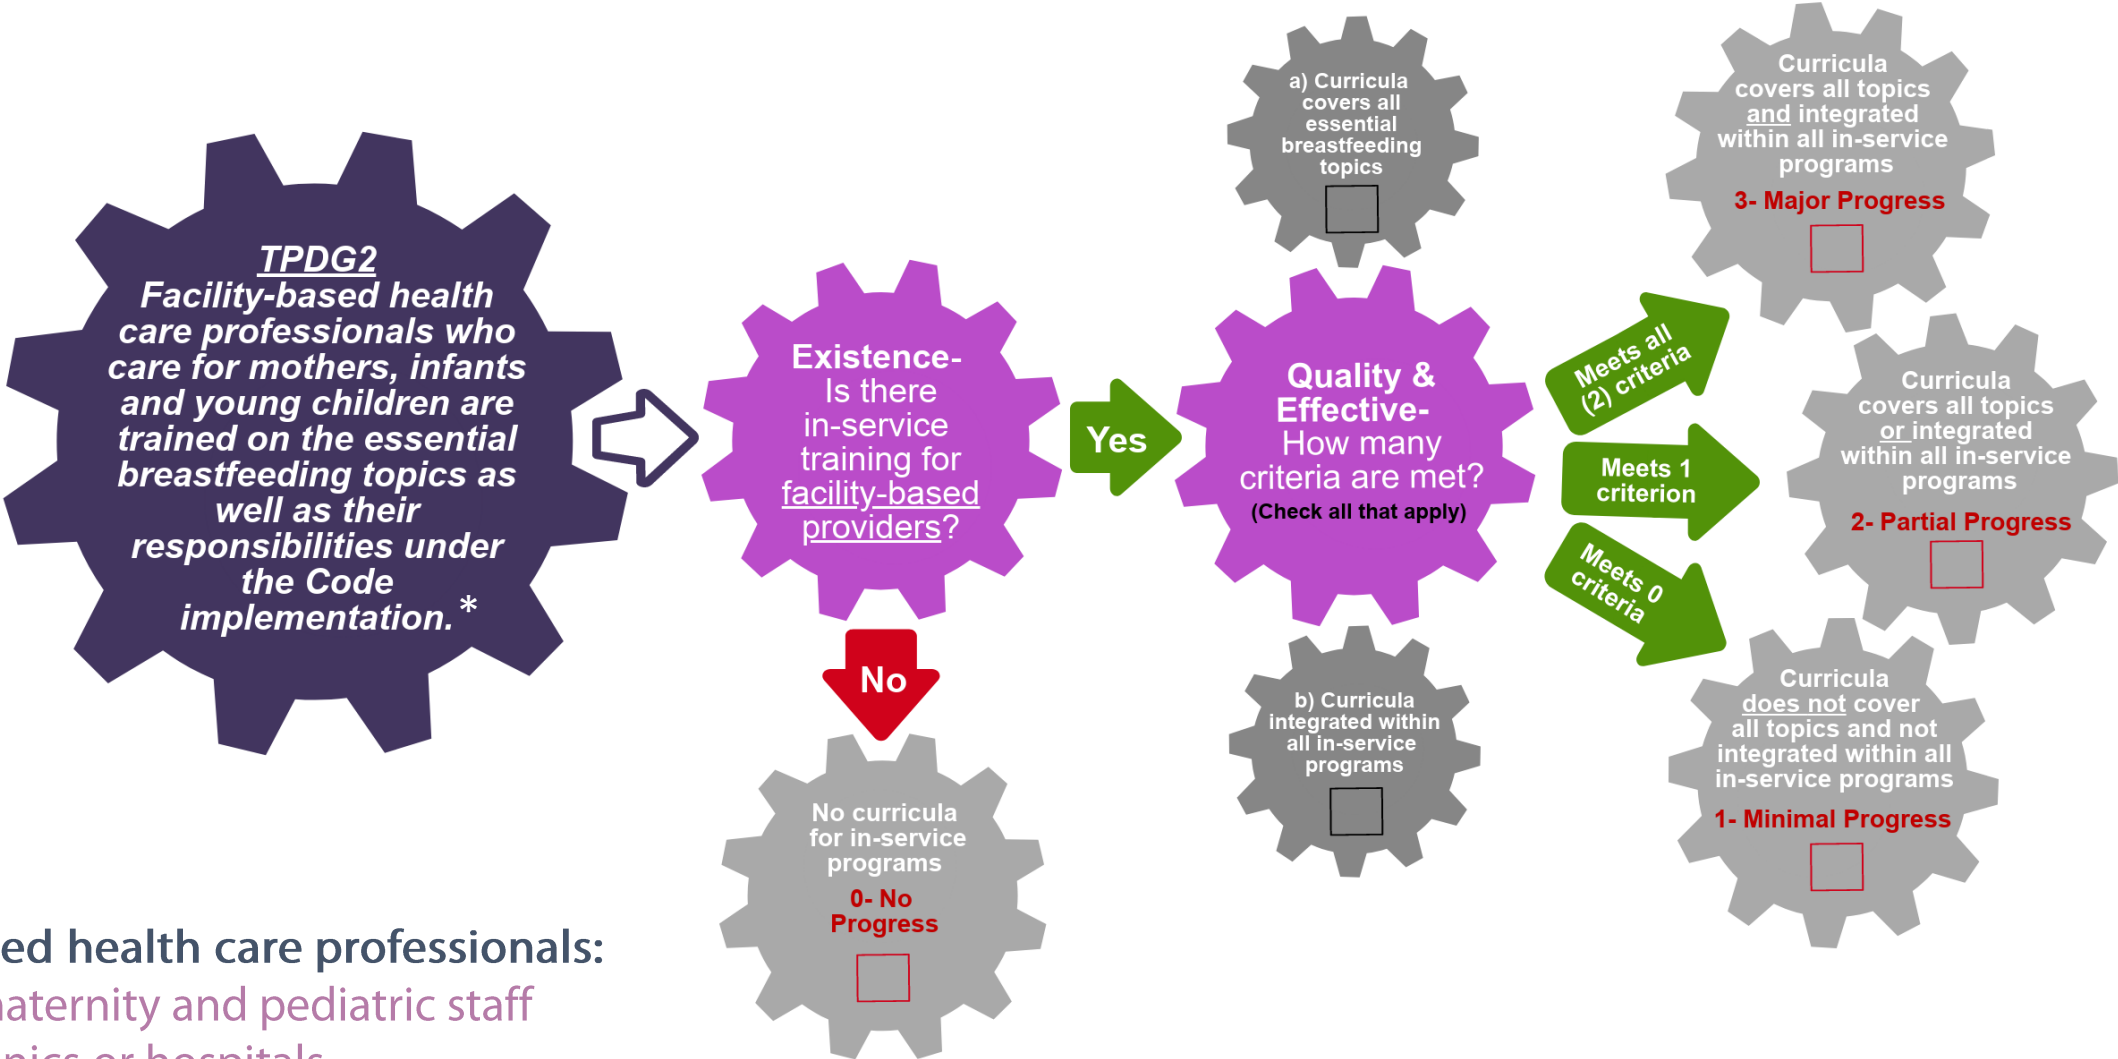 TPDG2
Facility-based health
care professionals who
care for mothers, infants
and young children are
trained on the essential
breastfeeding topics as
well as their
responsibilities under
the Code
implementation.*
Existence-
Is there
in-service
training for
facility-based
providers?
Yes
No
No curricula
for in-service
programs
0- No
Progress
a) Curricula
covers all
essential
breastfeeding
topics
Quality &
Effective-
How many
criteria are met?
(Check all that apply)
b) Curricula
integrated within
all in-service
programs
Meets all
(2) criteria
Meets 1
criterion
Meets 0
criteria
Curricula
covers all topics
and integrated
within all in-service
programs
3- Major Progress
Curricula
covers all topics
or integrated
within all in-service
programs
2- Partial Progress
Curricula
does not cover
all topics and not
integrated within all
in-service programs
1- Minimal Progress
ed health care professionals:
aternity and pediatric staff
nics or hospitals